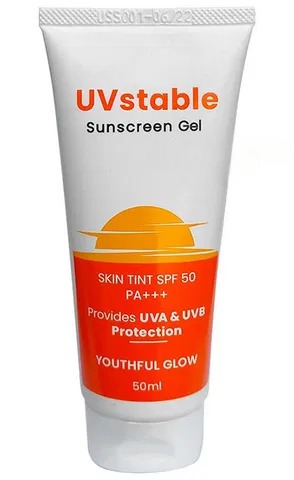 USS001-06/22
UVstable
Sunscreen Gel
SKIN TINT SPF 50
PA+++
Provides UVA & UVB
Protection
YOUTHFUL GLOW
50ml